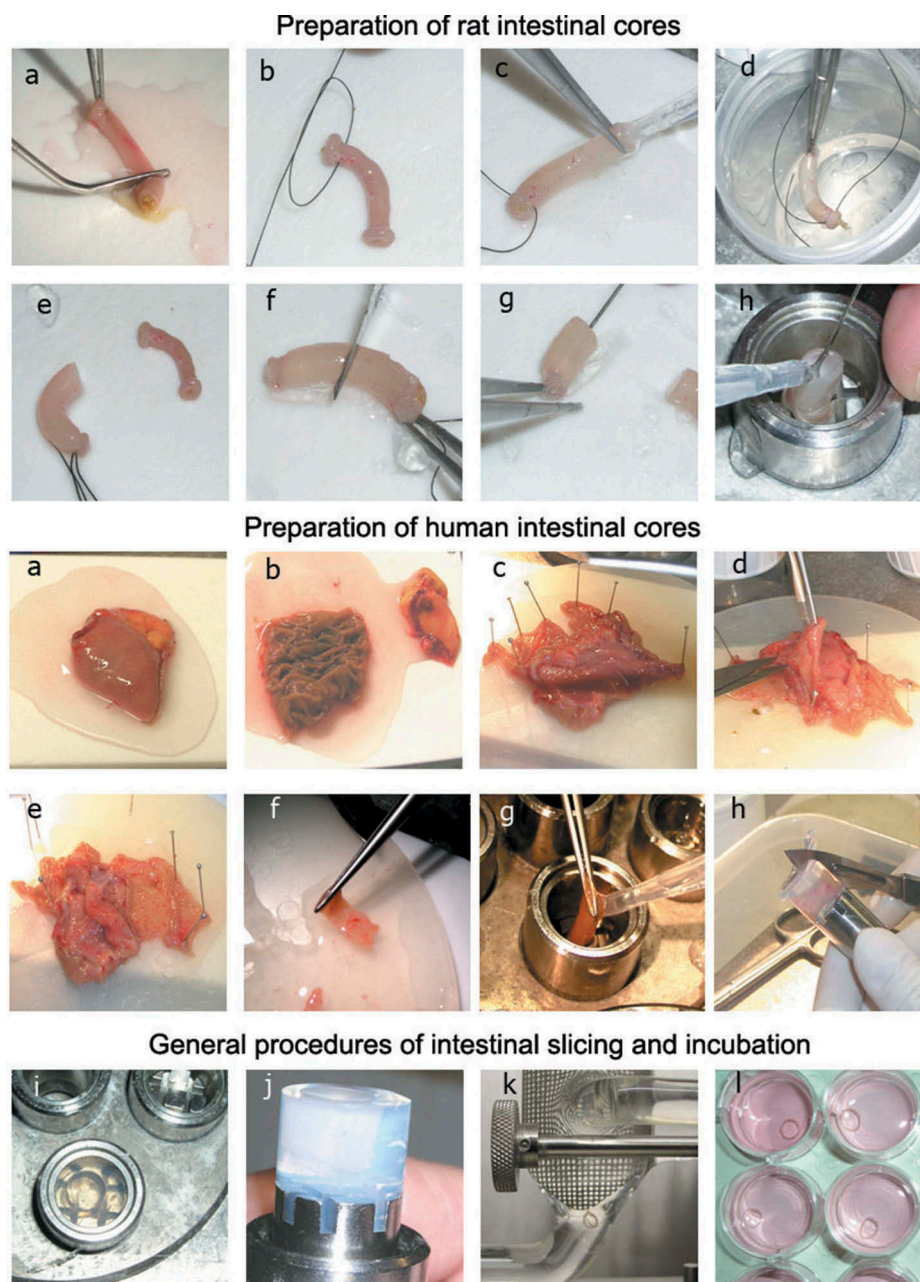 Preparation of rat intestinal cores
a b c d
e f g h
Preparation of human intestinal cores
a b c d
e f g h
General procedures of intestinal slicing and incubation
i j k l